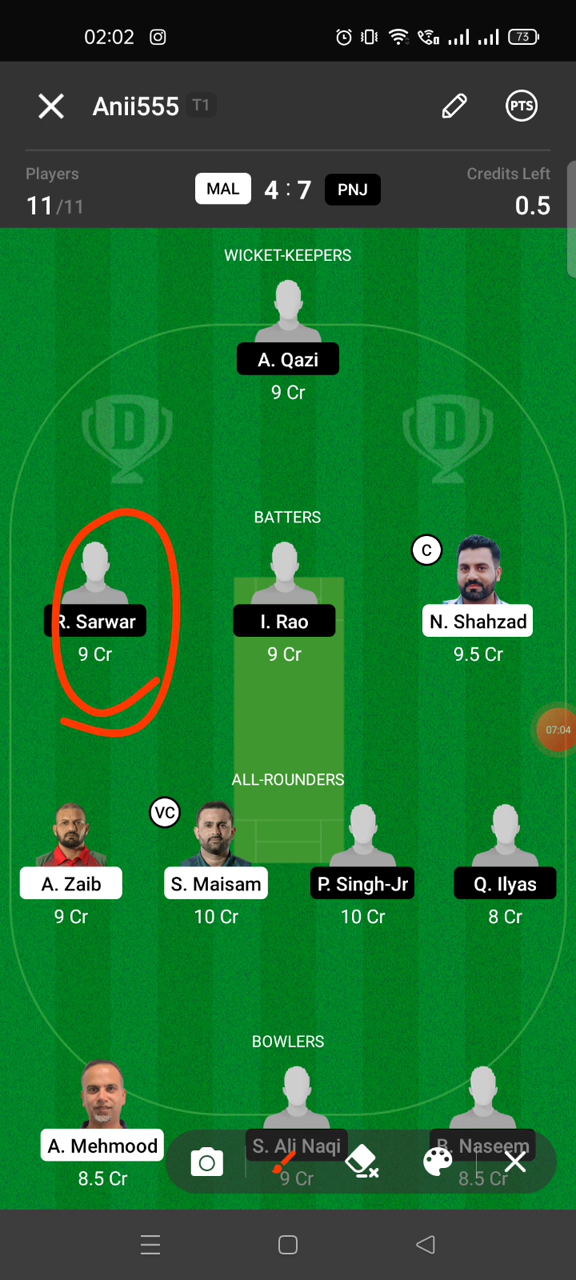 02:02
73
Anii555 T1
PTS
Players
Credits Left
MAL 4 : 7 PNJ
11/11
0.5
WICKET-KEEPERS
D
D
A. Qazi
9 Cr
BATTERS
C
R. Sarwar
I. Rao
N. Shahzad
9 Cr
9 Cr
9.5 Cr
07:04
ALL-ROUNDERS
VC
A. Zaib
S. Maisam
P. Singh-Jr
Q. Ilyas
9 Cr
10 Cr
10 Cr
8 Cr
BOWLERS
A. Mehmood
S. Ali Naqi
B. Naseem
8.5 Cr
9 Cr
8.5 Cr